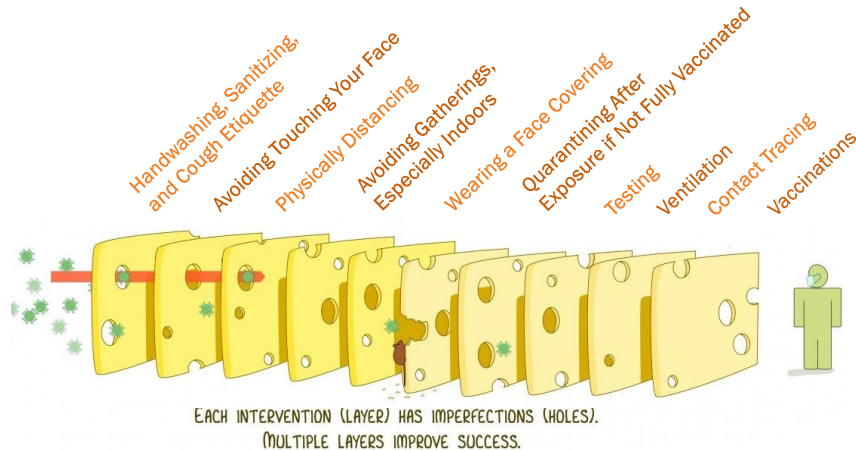 Handwashing, Sanitizing,
and Cough Etiquette
Avoiding Touching Your Face
Physically Distancing
Avoiding Gatherings,
Especially Indoors
Wearing a Face Covering
Quarantining After
Exposure if Not Fully Vaccinated
Testing
Ventilation
Contact Tracing
Vaccinations
EACH INTERVENTION (LAYER) HAS IMPERFECTIONS (HOLES).
MULTIPLE LAYERS IMPROVE SUCCESS.